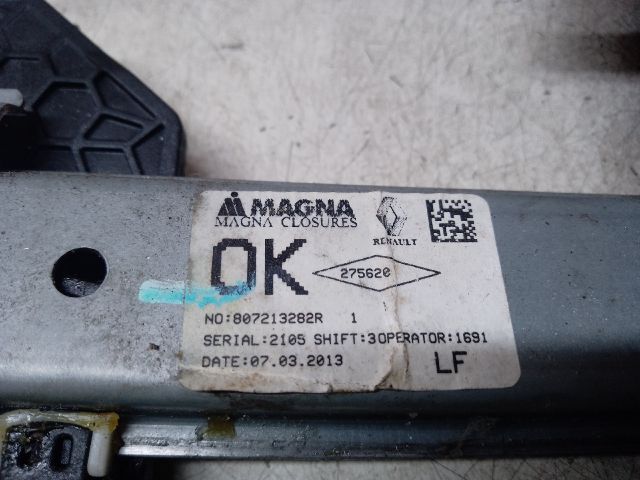 MAGNA
MAGNA CLOSURES
RENAULT
OK
275620
NO:807213282R 1
SERIAL:2105 SHIFT:3OPERATOR:1691
DATE:07.03.2013
LF